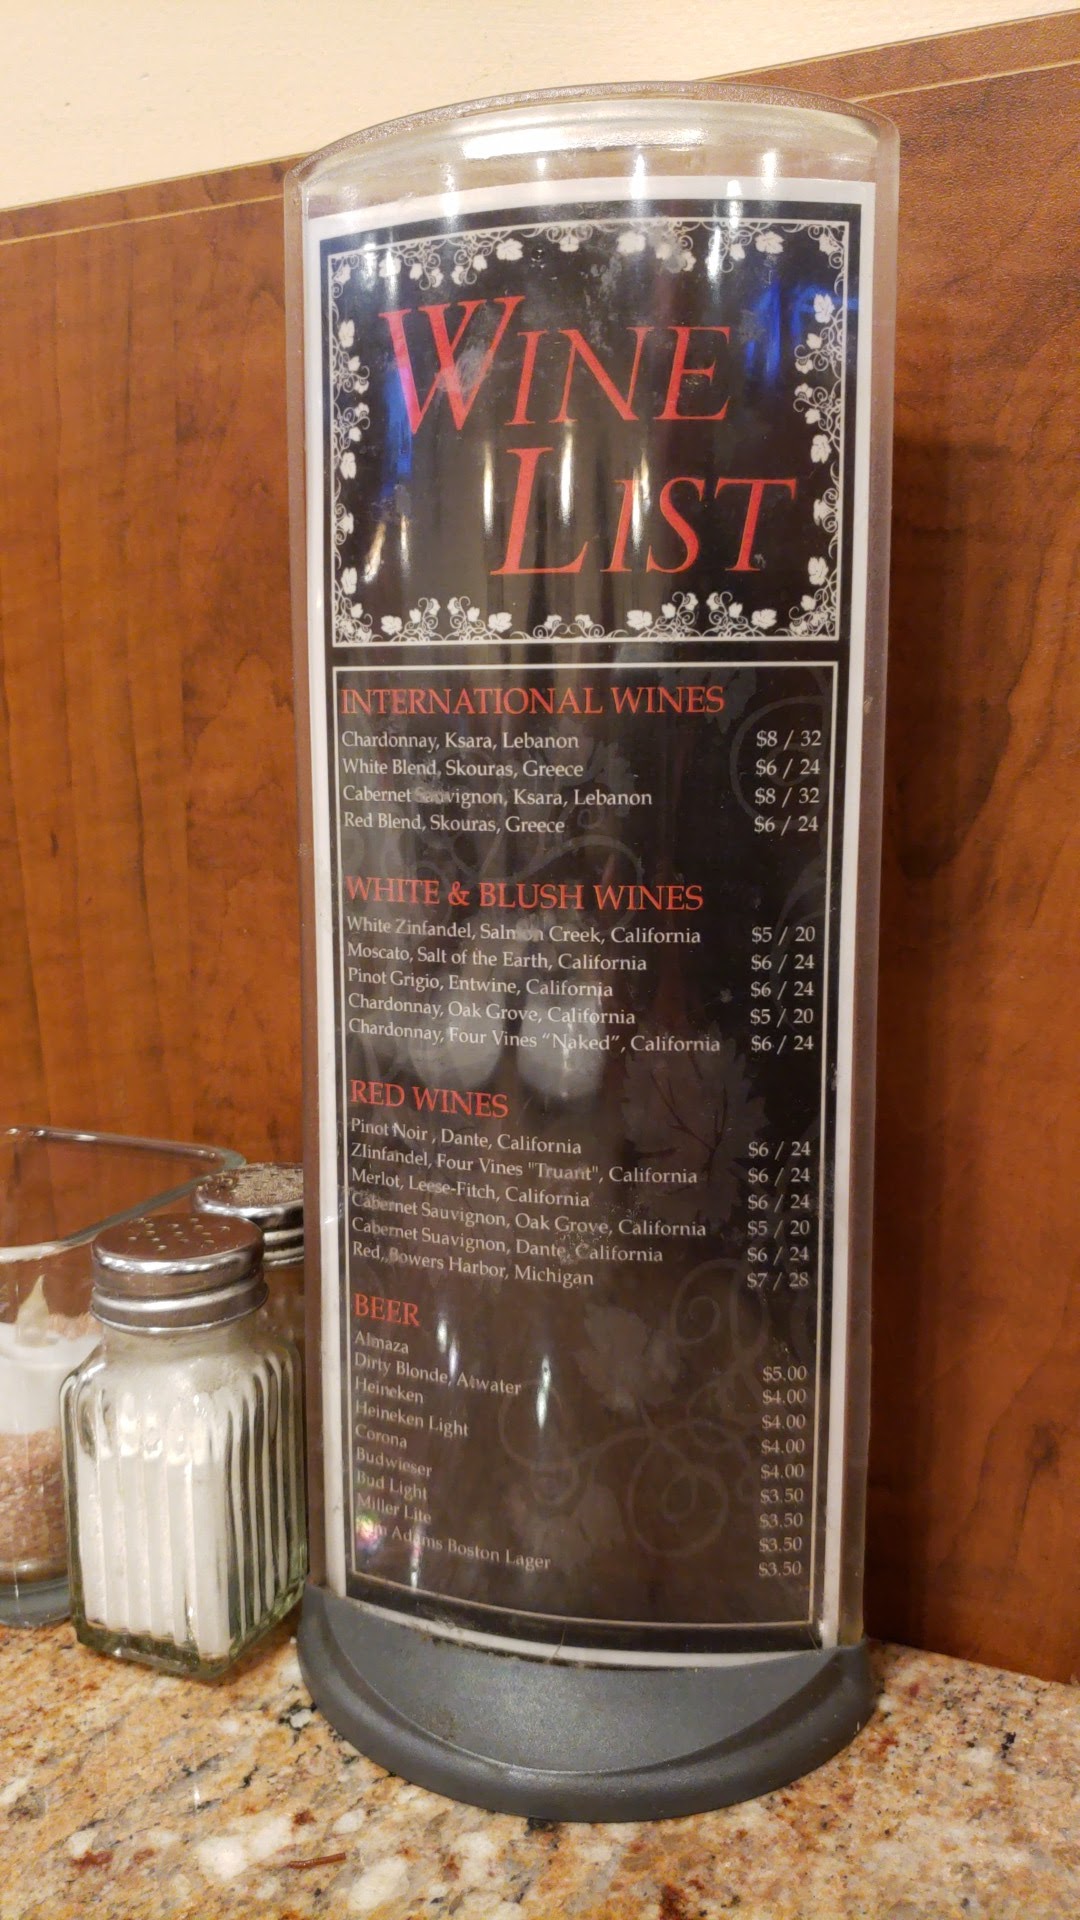 WINE
LIST
INTERNATIONAL WINES
Chardonnay, Ksara, Lebanon $8 / 32
White Blend, Skouras, Greece $6 / 24
Cabernet Sauvignon, Ksara, Lebanon $8 / 32
Red Blend, Skouras, Greece $6 / 24
WHITE & BLUSH WINES
White Zinfandel, Salmon Creek, California $5 / 20
Moscato, Salt of the Earth, California $6 / 24
Pinot Grigio, Entwine, California $6 / 24
Chardonnay, Oak Grove, California $5 / 20
Chardonnay, Four Vines “Naked”, California $6 / 24
RED WINES
Pinot Noir , Dante, California $6 / 24
ZIinfandel, Four Vines "Truant", California $6 / 24
Merlot, Leese-Fitch, California $6 / 24
Cabernet Sauvignon, Oak Grove, California $5 / 20
Cabernet Suavignon, Dante, California $6 / 24
Red,,Bowers Harbor, Michigan $7 / 28
BEER
Almaza $5.00
Dirty Blonde, Atwater $4.00
Heineken $4.00
Heineken Light $4.00
Corona $4.00
Budwieser $3.50
Bud Light $3.50
Miller Lite $3.50
Sam Adams Boston Lager $3.50